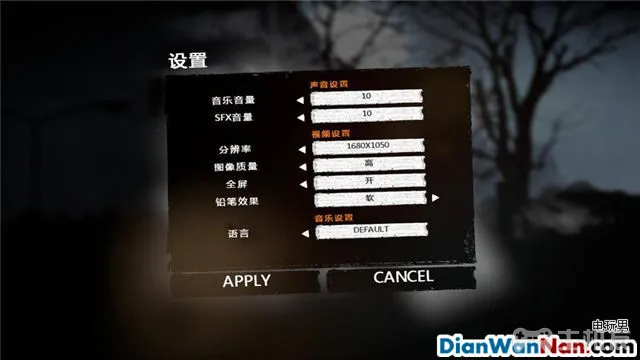 设置
声音设置
音乐音量 10
SFX音量 10
视频设置
分辨率 1680X1050
图像质量 高
全屏 开
铅笔效果 软
音乐设置
语言 DEFAULT
APPLY CANCEL
电玩男
DianWanNan.com